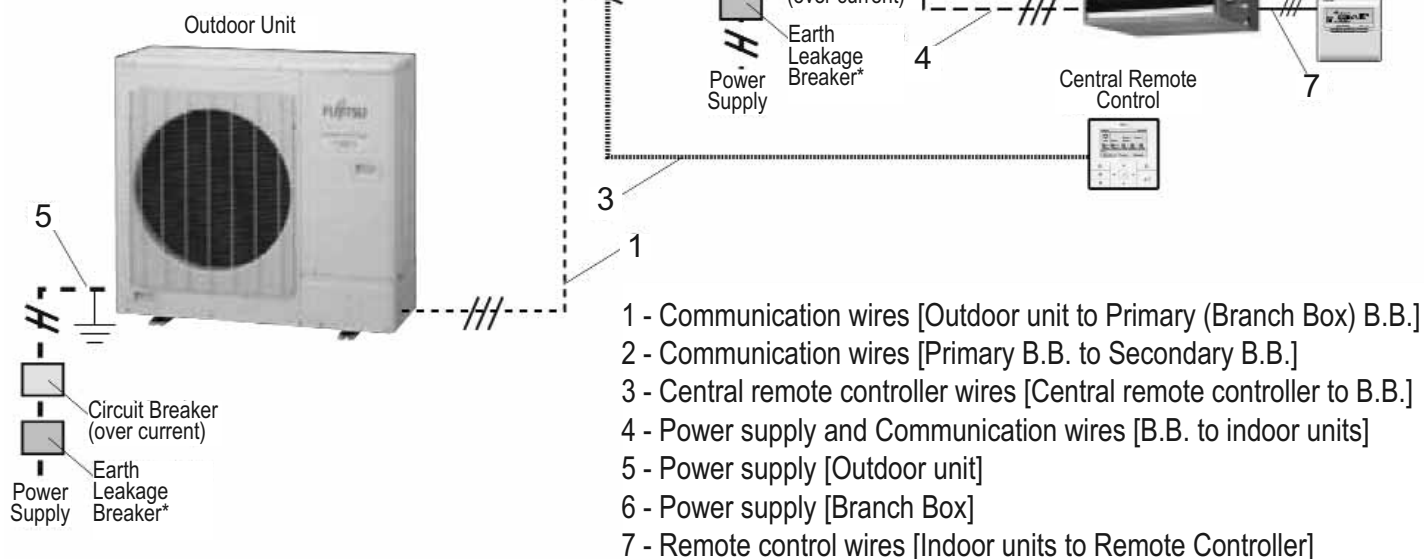 (over current)
Outdoor Unit
Earth
Leakage
Breaker*
4
Power
Supply
7
Central Remote
Control
FUJITSU
3
5
1
Circuit Breaker
(over current)
Earth
Leakage
Breaker*
Power
Supply
1 - Communication wires [Outdoor unit to Primary (Branch Box) B.B.]
2 - Communication wires [Primary B.B. to Secondary B.B.]
3 - Central remote controller wires [Central remote controller to B.B.]
4 - Power supply and Communication wires [B.B. to indoor units]
5 - Power supply [Outdoor unit]
6 - Power supply [Branch Box]
7 - Remote control wires [Indoor units to Remote Controller]